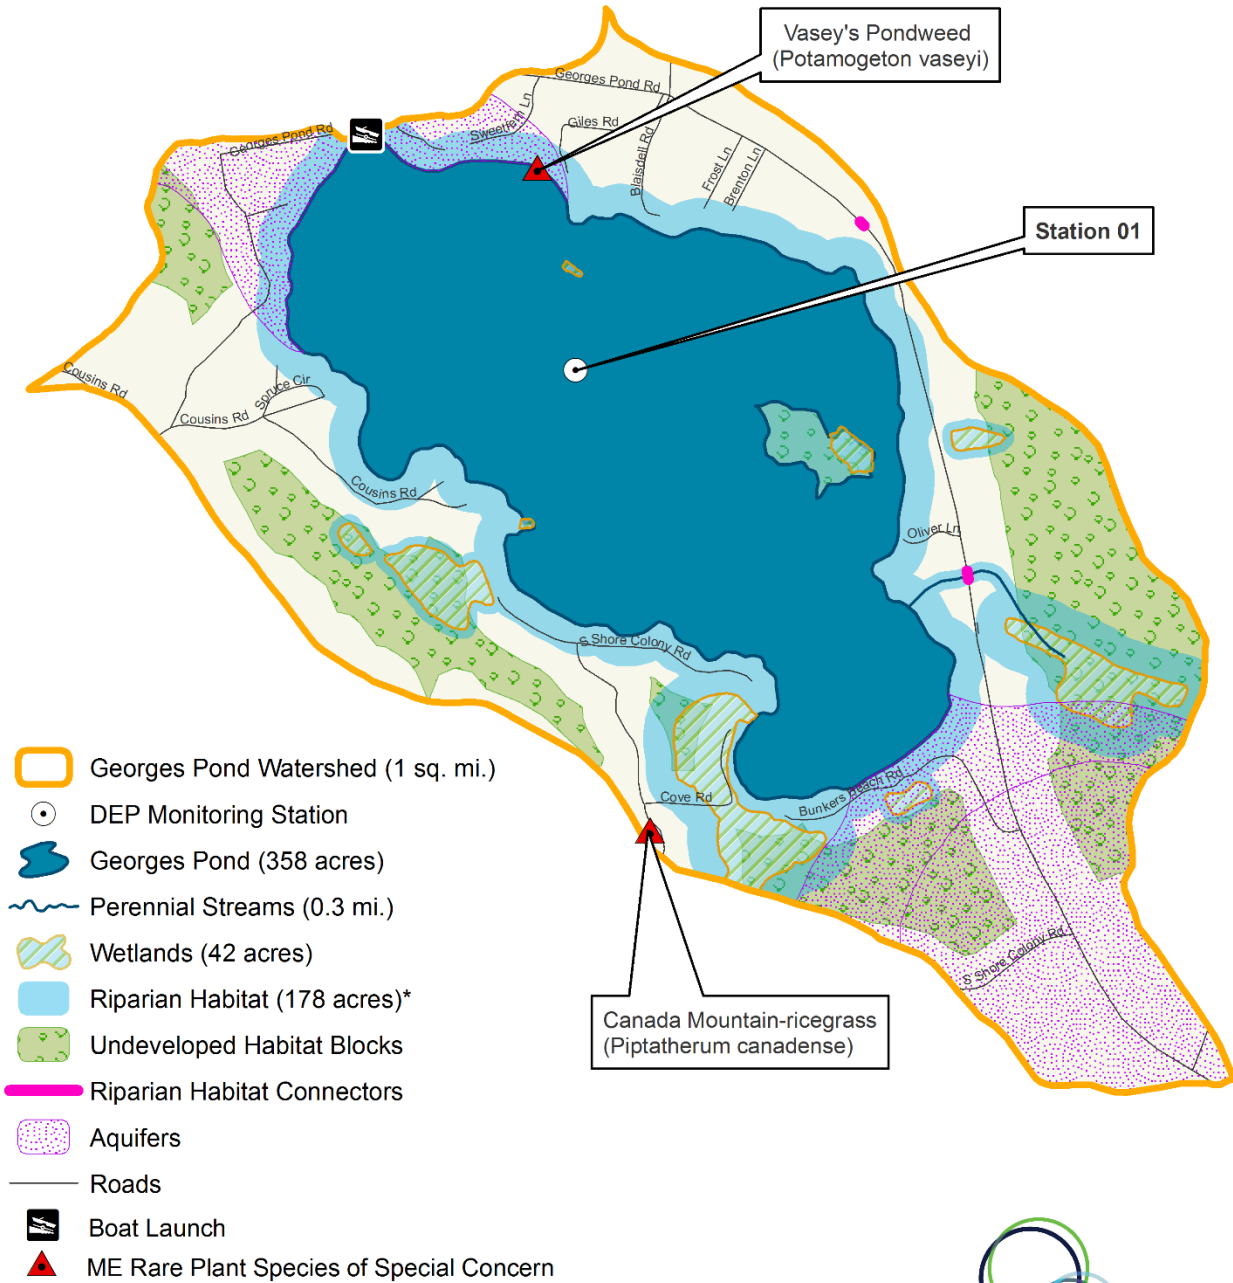 Vasey's Pondweed
(Potamogeton vaseyi)
Georges Pond Rd
Sweetfern Ln
Giles Rd
Georges Pond Rd
Blaisdell Rd
Frost Ln
Brenton Ln
Station 01
Cousins Rd
Spruce Cir
Cousins Rd
Cousins Rd
Oliver Ln
S Shore Colony Rd
Cove Rd
Bunkers Beach Rd
S Shore Colony Rd
Canada Mountain-ricegrass
(Piptatherum canadense)
Georges Pond Watershed (1 sq. mi.)
DEP Monitoring Station
Georges Pond (358 acres)
Perennial Streams (0.3 mi.)
Wetlands (42 acres)
Riparian Habitat (178 acres)*
Undeveloped Habitat Blocks
Riparian Habitat Connectors
Aquifers
Roads
Boat Launch
ME Rare Plant Species of Special Concern